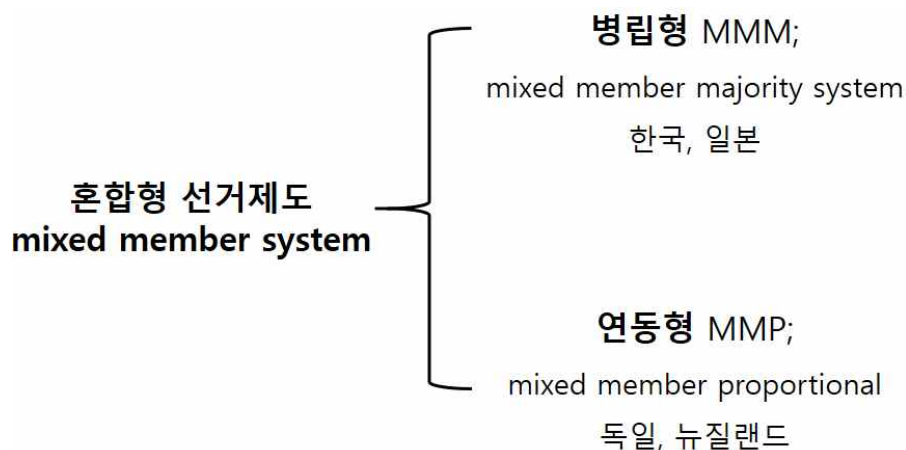 병립형 MMM;
mixed member majority system
한국, 일본
혼합형 선거제도
mixed member system
연동형 MMP;
mixed member proportional
독일, 뉴질랜드